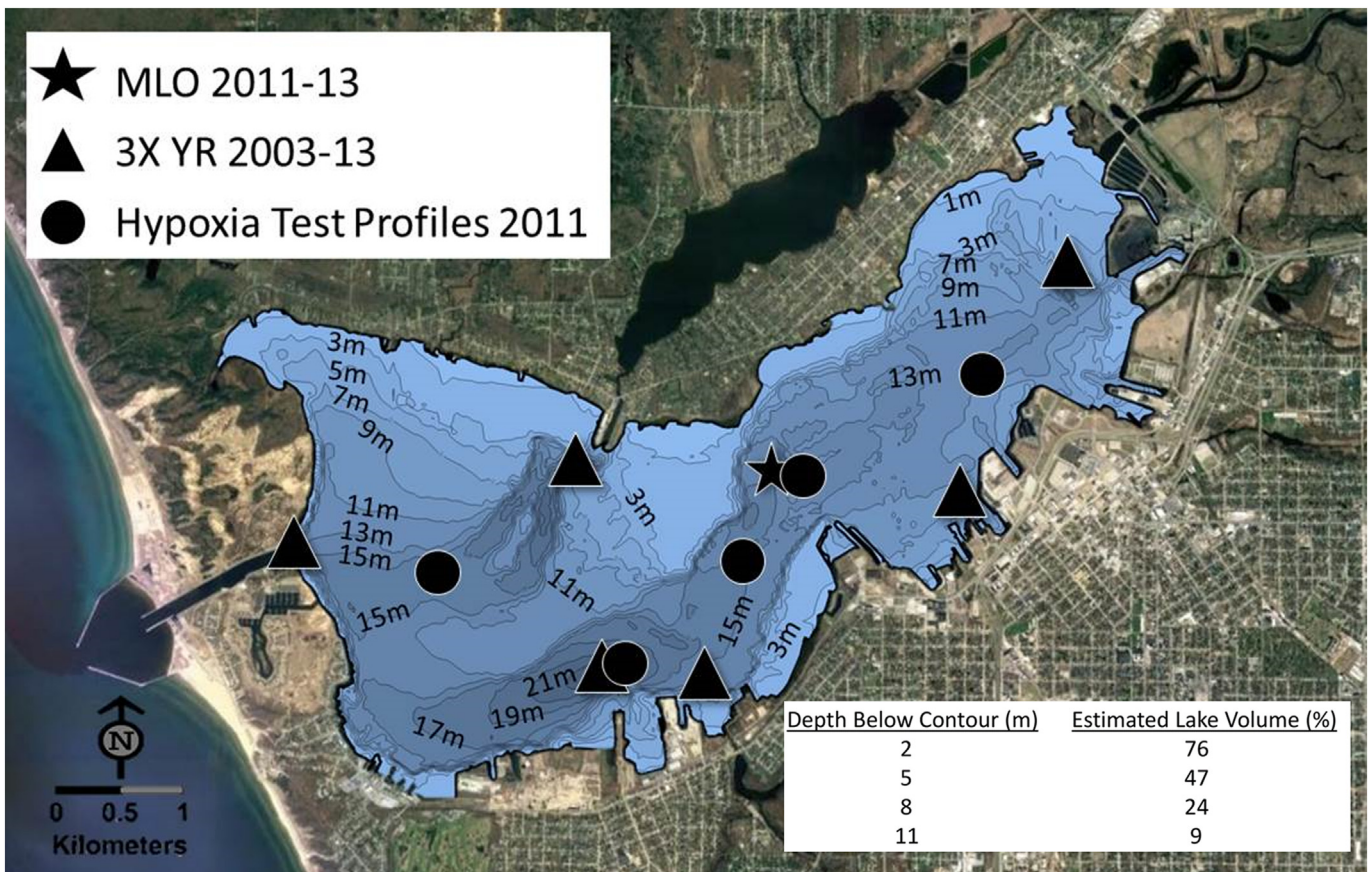 MLO 2011-13
3X YR 2003-13
Hypoxia Test Profiles 2011
1m
3m
7m
9m
11m
13m
3m
5m
7m
9m
11m
13m
15m
15m
3m
11m
15m
3m
21m
19m
17m
N
0 0.5 1
Kilometers
Depth Below Contour (m) Estimated Lake Volume (%)
2 76
5 47
8 24
11 9